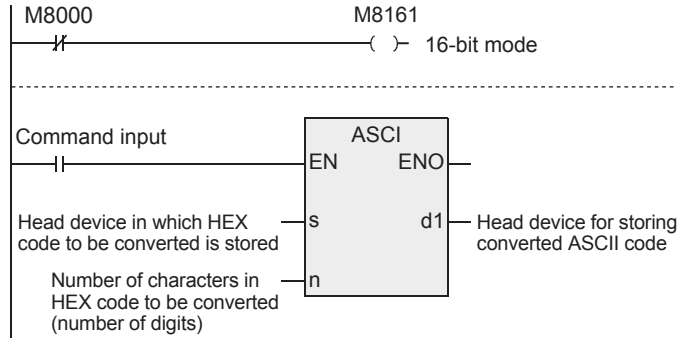 M8000
M8161
16-bit mode
Command input
ASCI
EN
ENO
Head device in which HEX
code to be converted is stored
s
d1
Head device for storing
converted ASCII code
Number of characters in
HEX code to be converted
(number of digits)
n